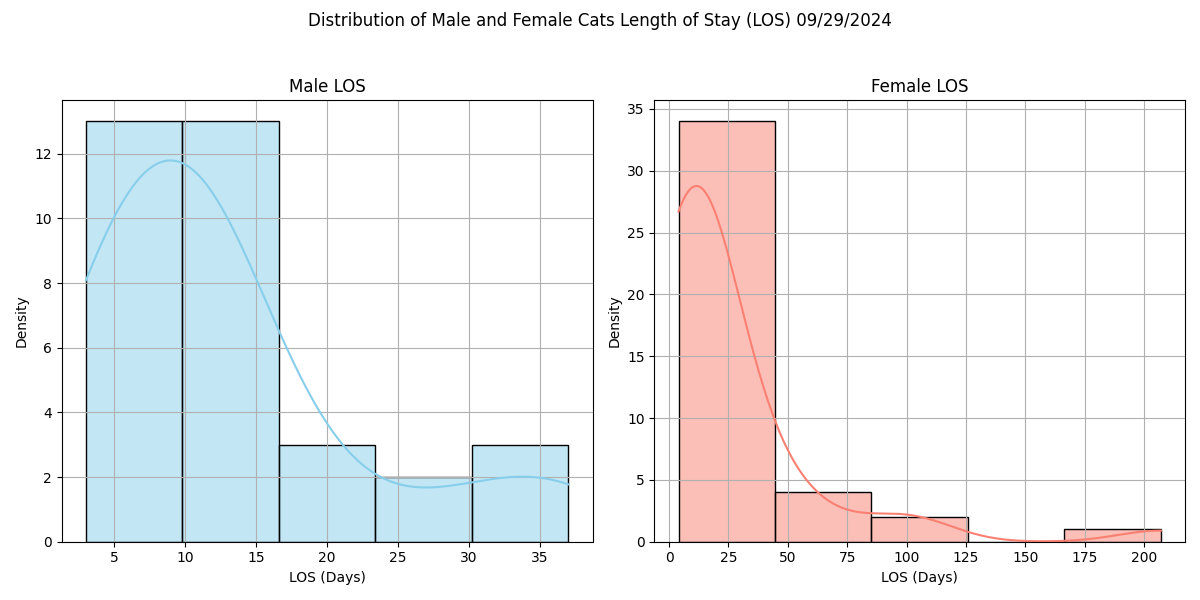 Distribution of Male and Female Cats Length of Stay (LOS) 09/29/2024
Male LOS
Density
12
10
8
6
4
2
0
5 10 15 20 25 30 35
LOS (Days)
Female LOS
Density
35
30
25
20
15
10
5
0
0 25 50 75 100 125 150 175 200
LOS (Days)